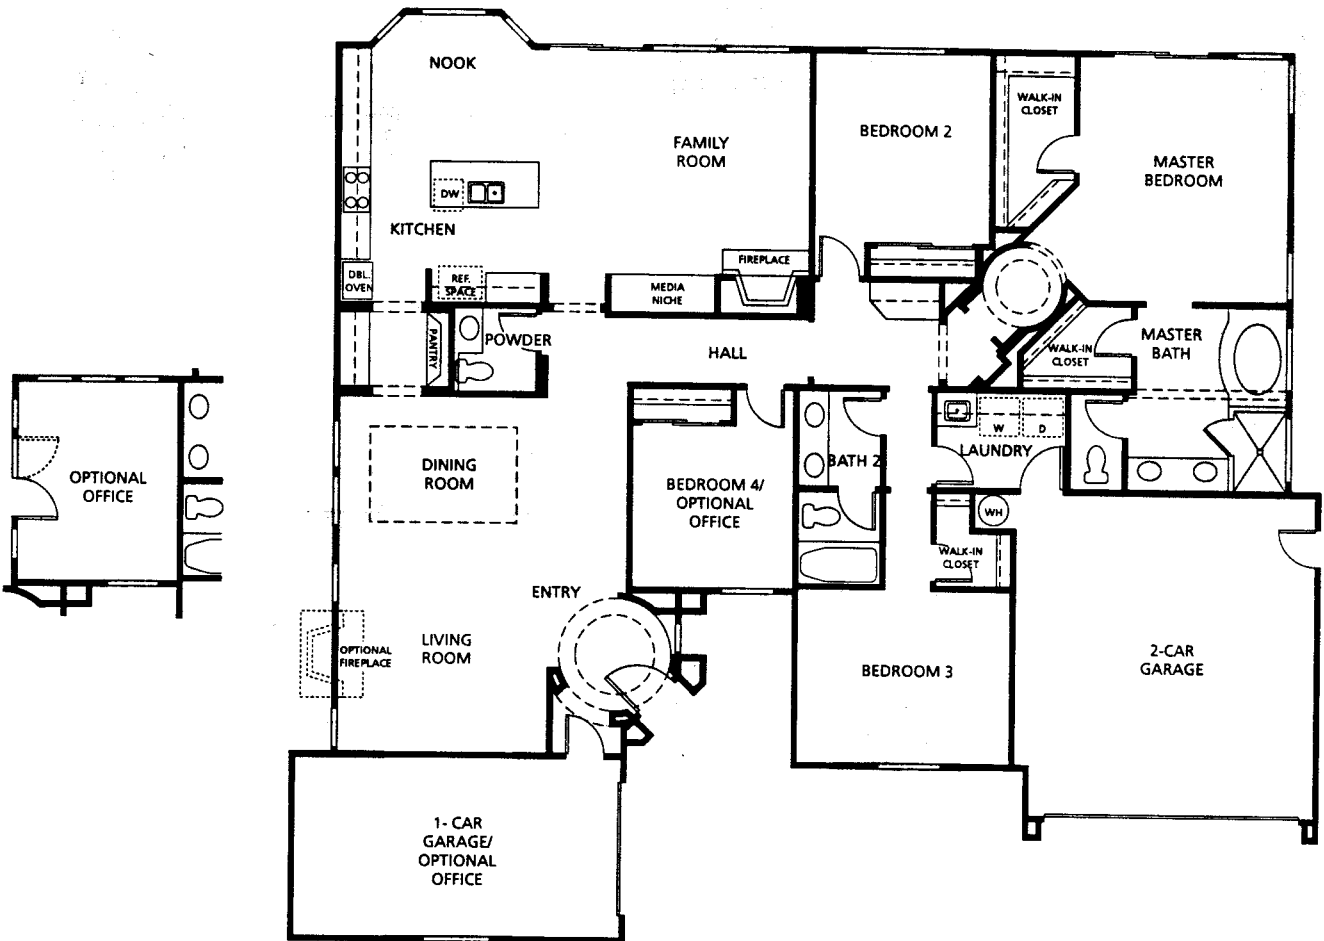 NOOK
FAMILY
ROOM
BEDROOM 2
WALK-IN
CLOSET
MASTER
BEDROOM
DW
KITCHEN
DBL.
OVEN
REF.
SPACE
FIREPLACE
MEDIA
NICHE
PANTRY
POWDER
HALL
WALK-IN
CLOSET
MASTER
BATH
OPTIONAL
OFFICE
DINING
ROOM
BEDROOM 4/
OPTIONAL
OFFICE
BATH 2
W
D
LAUNDRY
WH
WALK-IN
CLOSET
ENTRY
LIVING
ROOM
OPTIONAL
FIREPLACE
BEDROOM 3
2-CAR
GARAGE
1- CAR
GARAGE/
OPTIONAL
OFFICE